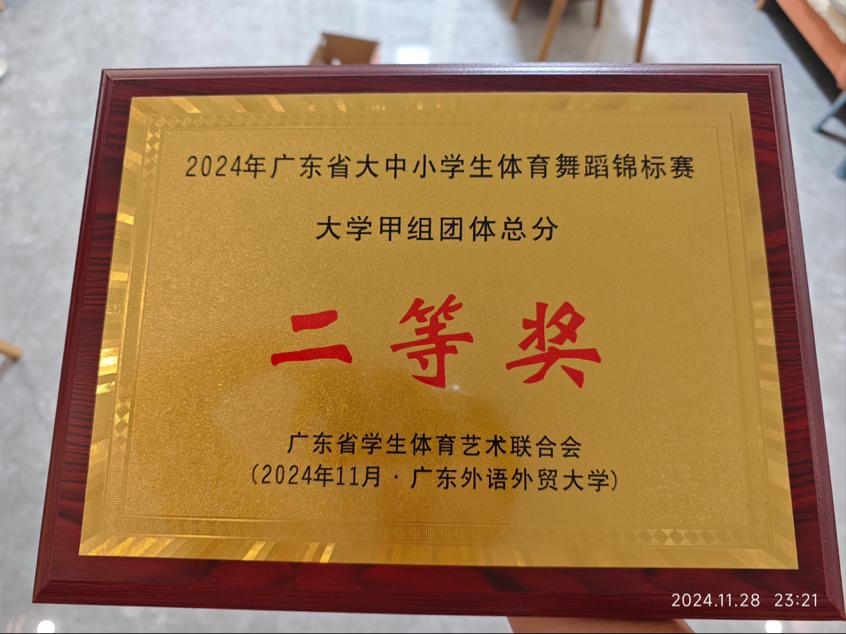 2024年广东省大中小学生体育舞蹈锦标赛
大学甲组团体总分
二等奖
广东省学生体育艺术联合会
(2024年11月·广东外语外贸大学)
2024.11.28 23:21